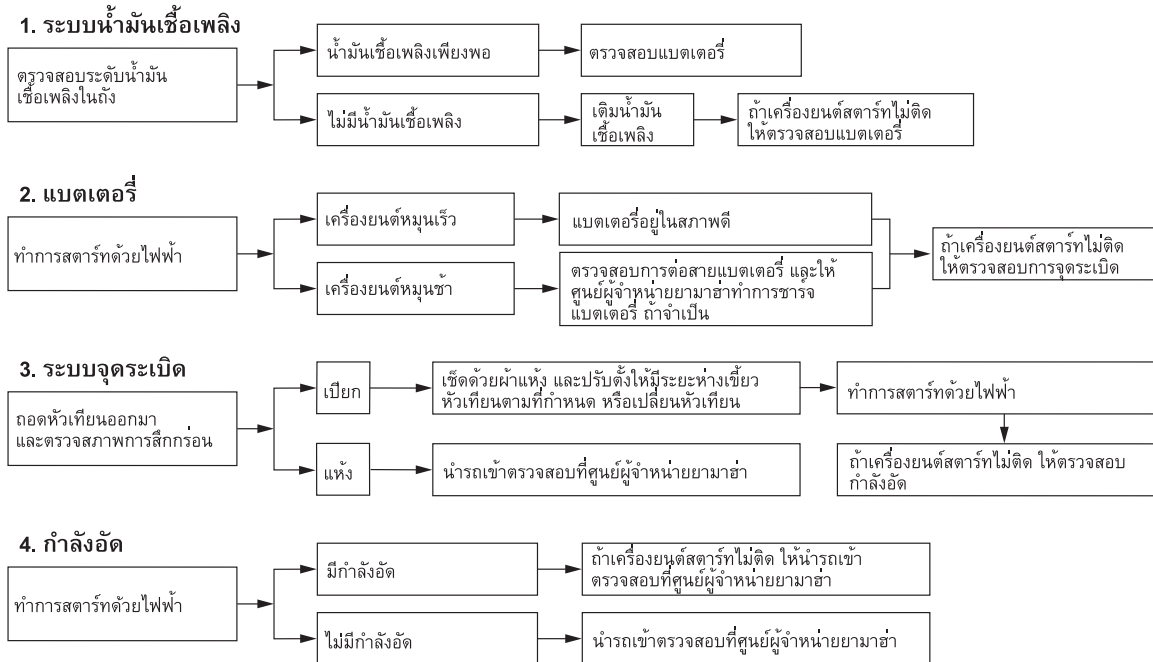 1. ระบบน้ำมันเชื้อเพลิง
ตรวจสอบระดับน้ำมัน
เชื้อเพลิงในถัง
น้ำมันเชื้อเพลิงเพียงพอ
ตรวจสอบแบตเตอรี่
ไม่มีน้ำมันเชื้อเพลิง
เติมน้ำมัน
เชื้อเพลิง
ถ้าเครื่องยนต์สตาร์ทไม่ติด
ให้ตรวจสอบแบตเตอรี่
2. แบตเตอรี่
ทำการสตาร์ทด้วยไฟฟ้า
เครื่องยนต์หมุนเร็ว
แบตเตอรี่อยู่ในสภาพดี
เครื่องยนต์หมุนช้า
ตรวจสอบการต่อสายแบตเตอรี่ และให้
ศูนย์ผู้จำหน่ายยามาฮ่าทำการชาร์จ
แบตเตอรี่ ถ้าจำเป็น
ถ้าเครื่องยนต์สตาร์ทไม่ติด
ให้ตรวจสอบการจุดระเบิด
3. ระบบจุดระเบิด
ถอดหัวเทียนออกมา
และตรวจสภาพการสึกกร่อน
เปียก
เช็ดด้วยผ้าแห้ง และปรับตั้งให้มีระยะห่างเขี้ยว
หัวเทียนตามที่กำหนด หรือเปลี่ยนหัวเทียน
ทำการสตาร์ทด้วยไฟฟ้า
แห้ง
นำรถเข้าตรวจสอบที่ศูนย์ผู้จำหน่ายยามาฮ่า
ถ้าเครื่องยนต์สตาร์ทไม่ติด ให้ตรวจสอบ
กำลังอัด
4. กำลังอัด
ทำการสตาร์ทด้วยไฟฟ้า
มีกำลังอัด
ถ้าเครื่องยนต์สตาร์ทไม่ติด ให้นำรถเข้า
ตรวจสอบที่ศูนย์ผู้จำหน่ายยามาฮ่า
ไม่มีกำลังอัด
นำรถเข้าตรวจสอบที่ศูนย์ผู้จำหน่ายยามาฮ่า